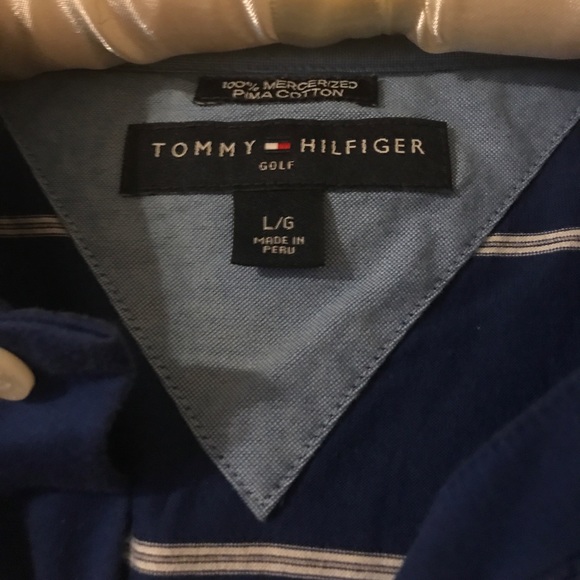 100% MERCERIZED
PIMA COTTON
TOMMY HILFIGER
GOLF
L/G
MADE IN
PERU